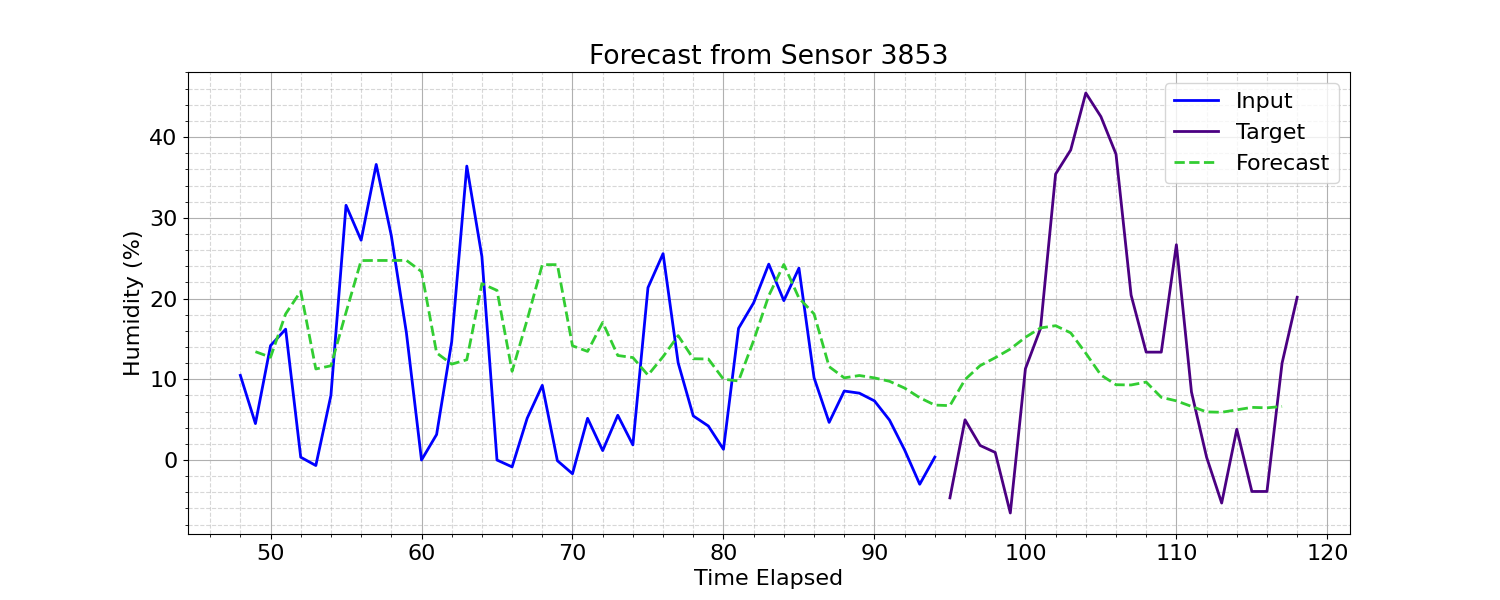 Forecast from Sensor 3853
Humidity (%)
40
30
20
10
0
50 60 70 80 90 100 110 120
Time Elapsed
Input
Target
Forecast